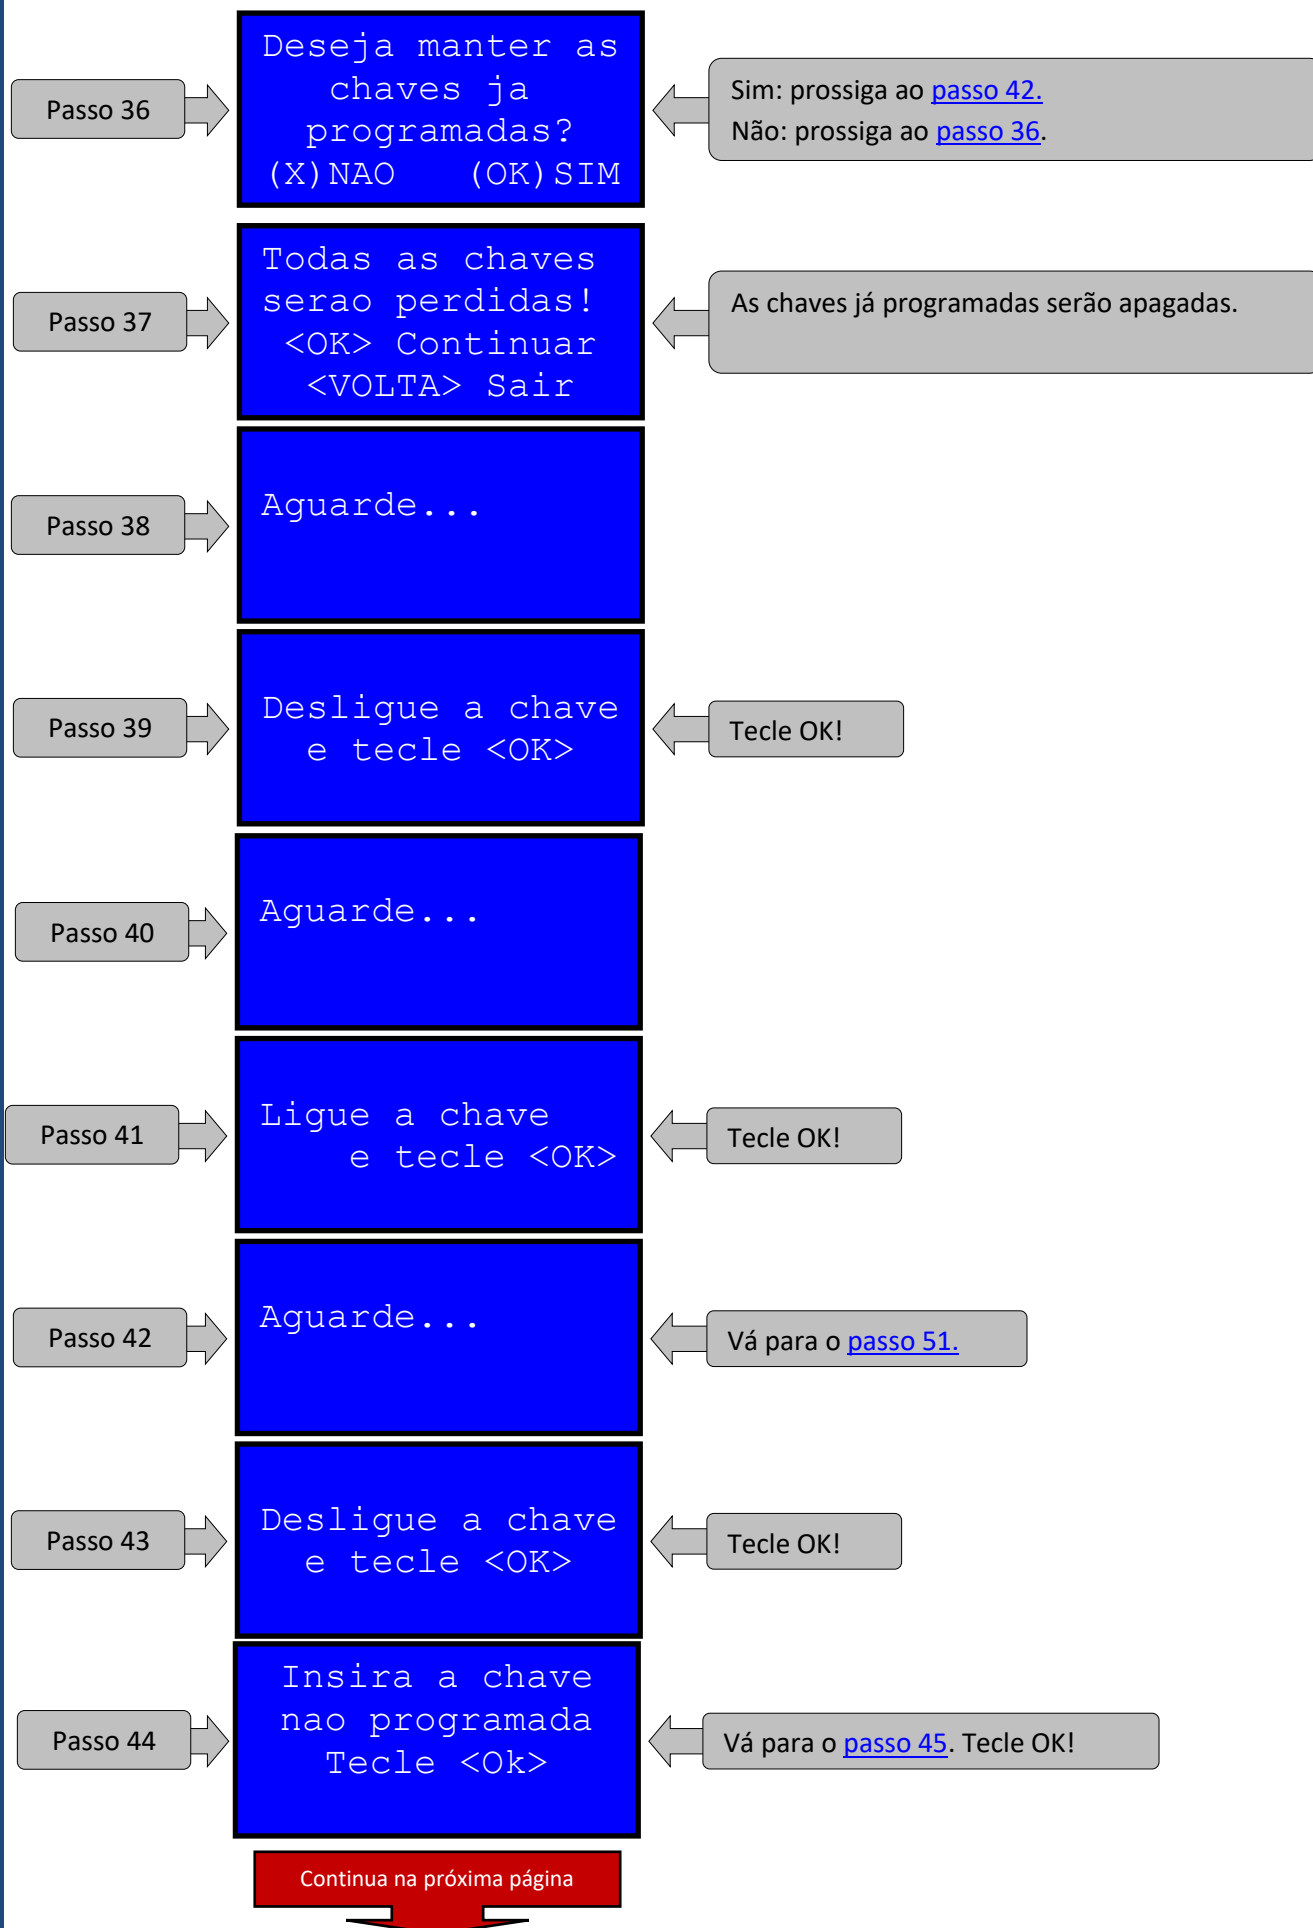 Passo 36
Deseja manter as
chaves ja
programadas?
(X)NAO (OK)SIM
Sim: prossiga ao passo 42.
Não: prossiga ao passo 36.
Passo 37
Todas as chaves
serao perdidas!
<OK> Continuar
<VOLTA> Sair
As chaves já programadas serão apagadas.
Passo 38
Aguarde...
Passo 39
Desligue a chave
e tecle <OK>
Tecle OK!
Passo 40
Aguarde...
Passo 41
Ligue a chave
e tecle <OK>
Tecle OK!
Passo 42
Aguarde...
Vá para o passo 51.
Passo 43
Desligue a chave
e tecle <OK>
Tecle OK!
Passo 44
Insira a chave
nao programada
Tecle <Ok>
Vá para o passo 45. Tecle OK!
Continua na próxima página